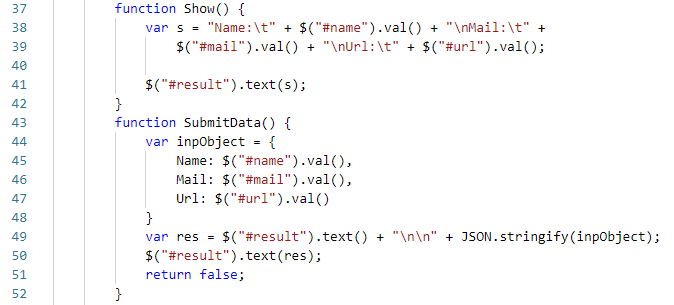 37 function Show() {
38 var s = "Name:\t" + $("#name").val() + "\nMail:\t" +
39 $("#mail").val() + "\nUrl:\t" + $("#url").val();
40
41 $("#result").text(s);
42 }
43 function SubmitData() {
44 var inpObject = {
45 Name: $("#name").val(),
46 Mail: $("#mail").val(),
47 Url: $("#url").val()
48 }
49 var res = $("#result").text() + "\n\n" + JSON.stringify(inpObject);
50 $("#result").text(res);
51 return false;
52 }